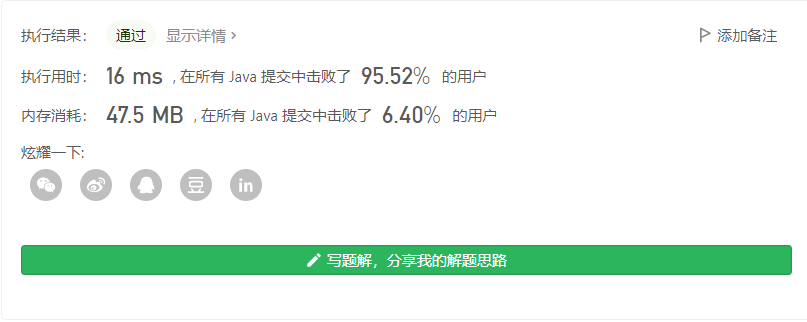 执行结果： 通过 显示详情 › 添加备注
执行用时： 16 ms , 在所有 Java 提交中击败了 95.52% 的用户
内存消耗： 47.5 MB , 在所有 Java 提交中击败了 6.40% 的用户
炫耀一下:
豆 in
写题解，分享我的解题思路